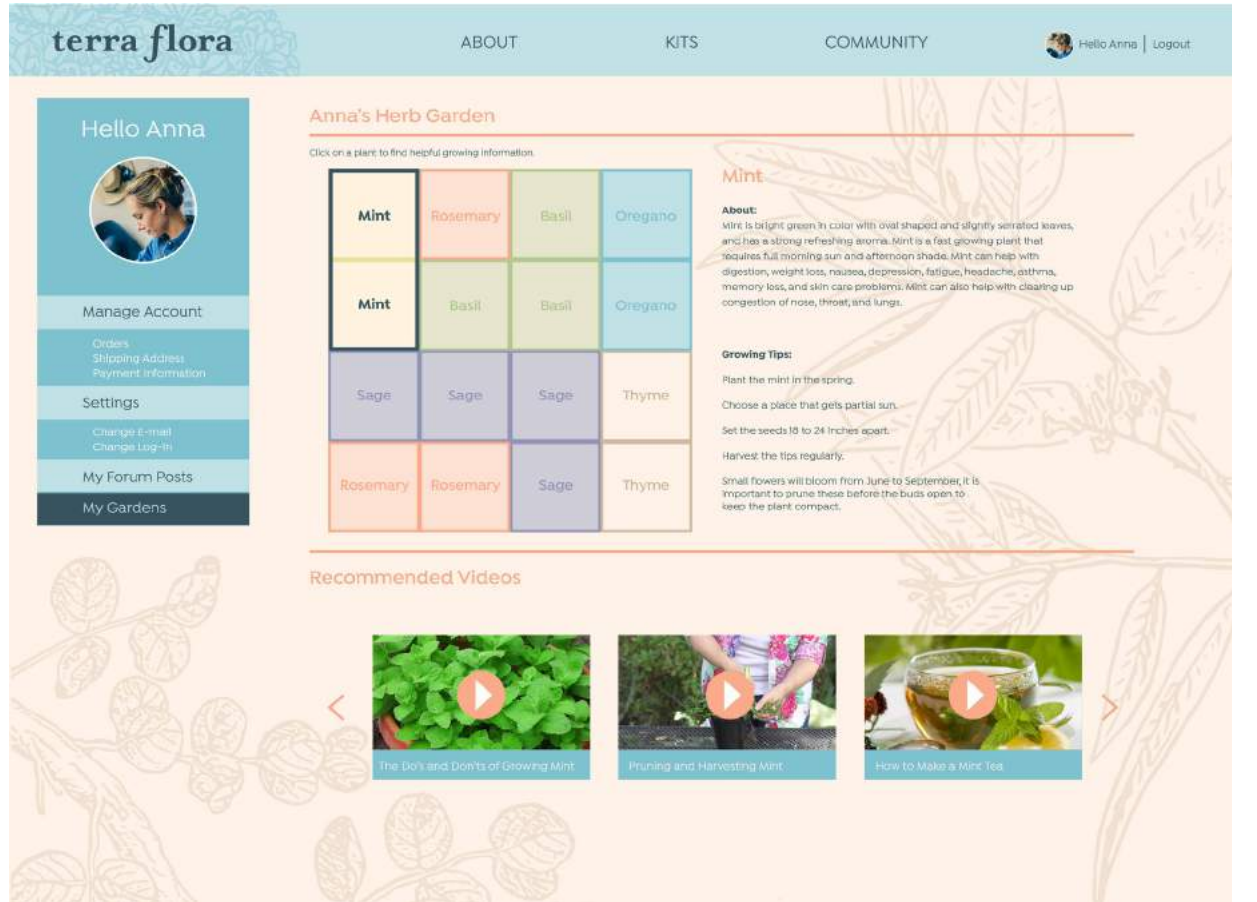 terra flora
ABOUT
KITS
COMMUNITY
Hello Anna | Logout
Hello Anna
Manage Account
Orders
Shipping Address
Payment Information
Settings
Change E-mail
Change Log-In
My Forum Posts
My Gardens
Anna's Herb Garden
Click on a plant to find helpful growing information.
Mint Rosemary Basil Oregano
Mint Basil Basil Oregano
Sage Sage Sage Thyme
Rosemary Rosemary Sage Thyme
Mint
About:
Mint is bright green in color with oval shaped and slightly serrated leaves,
and has a strong refreshing aroma. Mint is a fast growing plant that
requires full morning sun and afternoon shade. Mint can help with
digestion, weight loss, nausea, depression, fatigue, headache, asthma,
memory loss, and skin care problems. Mint can also help with clearing up
congestion of nose, throat, and lungs.
Growing Tips:
Plant the mint in the spring.
Choose a place that gets partial sun.
Set the seeds 18 to 24 inches apart.
Harvest the tips regularly.
Small flowers will bloom from June to September, it is
important to prune these before the buds open to
keep the plant compact.
Recommended Videos
The Do's and Don'ts of Growing Mint
Pruning and Harvesting Mint
How to Make a Mint Tea